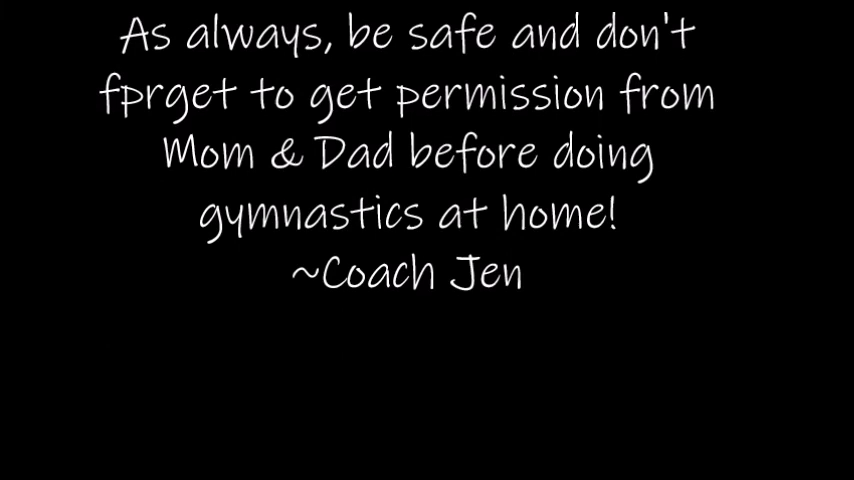 As always, be safe and don't
fprget to get permission from
Mom & Dad before doing
gymnastics at home!
~Coach Jen